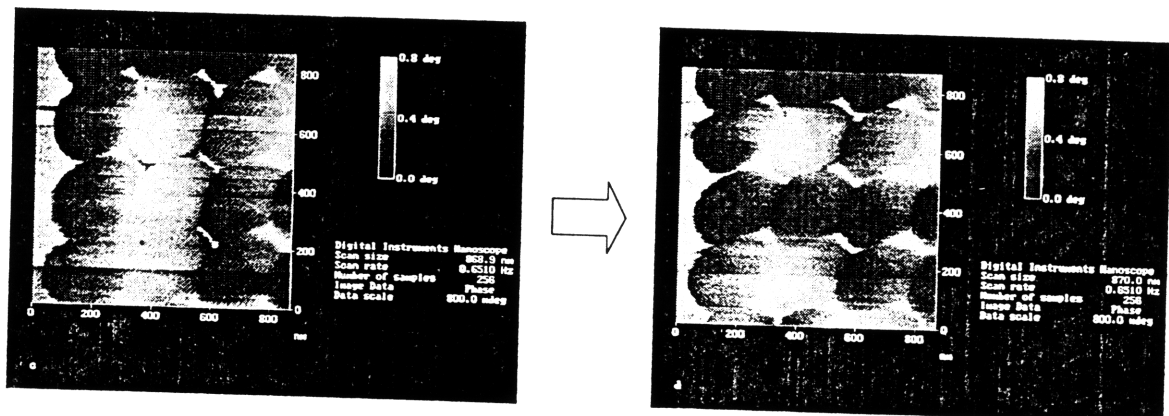 0.8 deg
0.4 deg
0.0 deg
800
600
400
200
0
0 200 400 600 800
nm
Digital Instruments Nanoscope
Scan size 868.9 nm
Scan rate 0.6510 Hz
Number of samples 256
Image Data Phase
Data scale 800.0 mdeg
c
0.8 deg
0.4 deg
0.0 deg
800
600
400
200
0
0 200 400 600 800
nm
Digital Instruments Nanoscope
Scan size 870.0 nm
Scan rate 0.6510 Hz
Number of samples 256
Image Data Phase
Data scale 800.0 mdeg
d